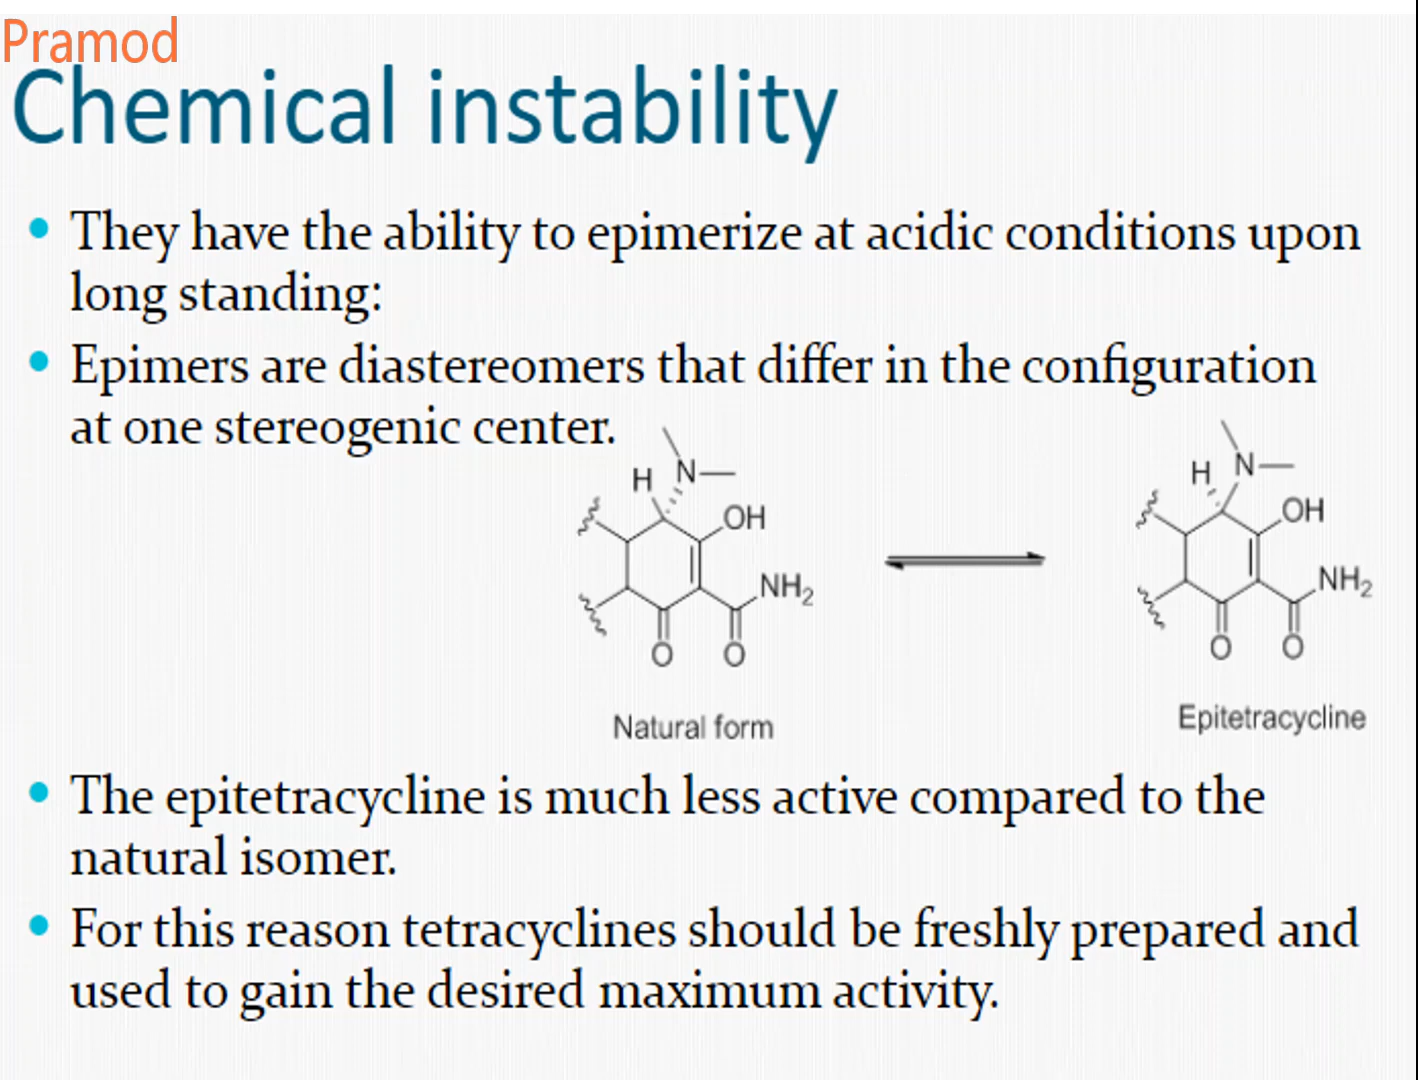 Pramod
Chemical instability
• They have the ability to epimerize at acidic conditions upon
long standing:
• Epimers are diastereomers that differ in the configuration
at one stereogenic center.
H N
OH
NH2
O O
Natural form
H N
OH
NH2
O O
Epitetracycline
• The epitetracycline is much less active compared to the
natural isomer.
• For this reason tetracyclines should be freshly prepared and
used to gain the desired maximum activity.